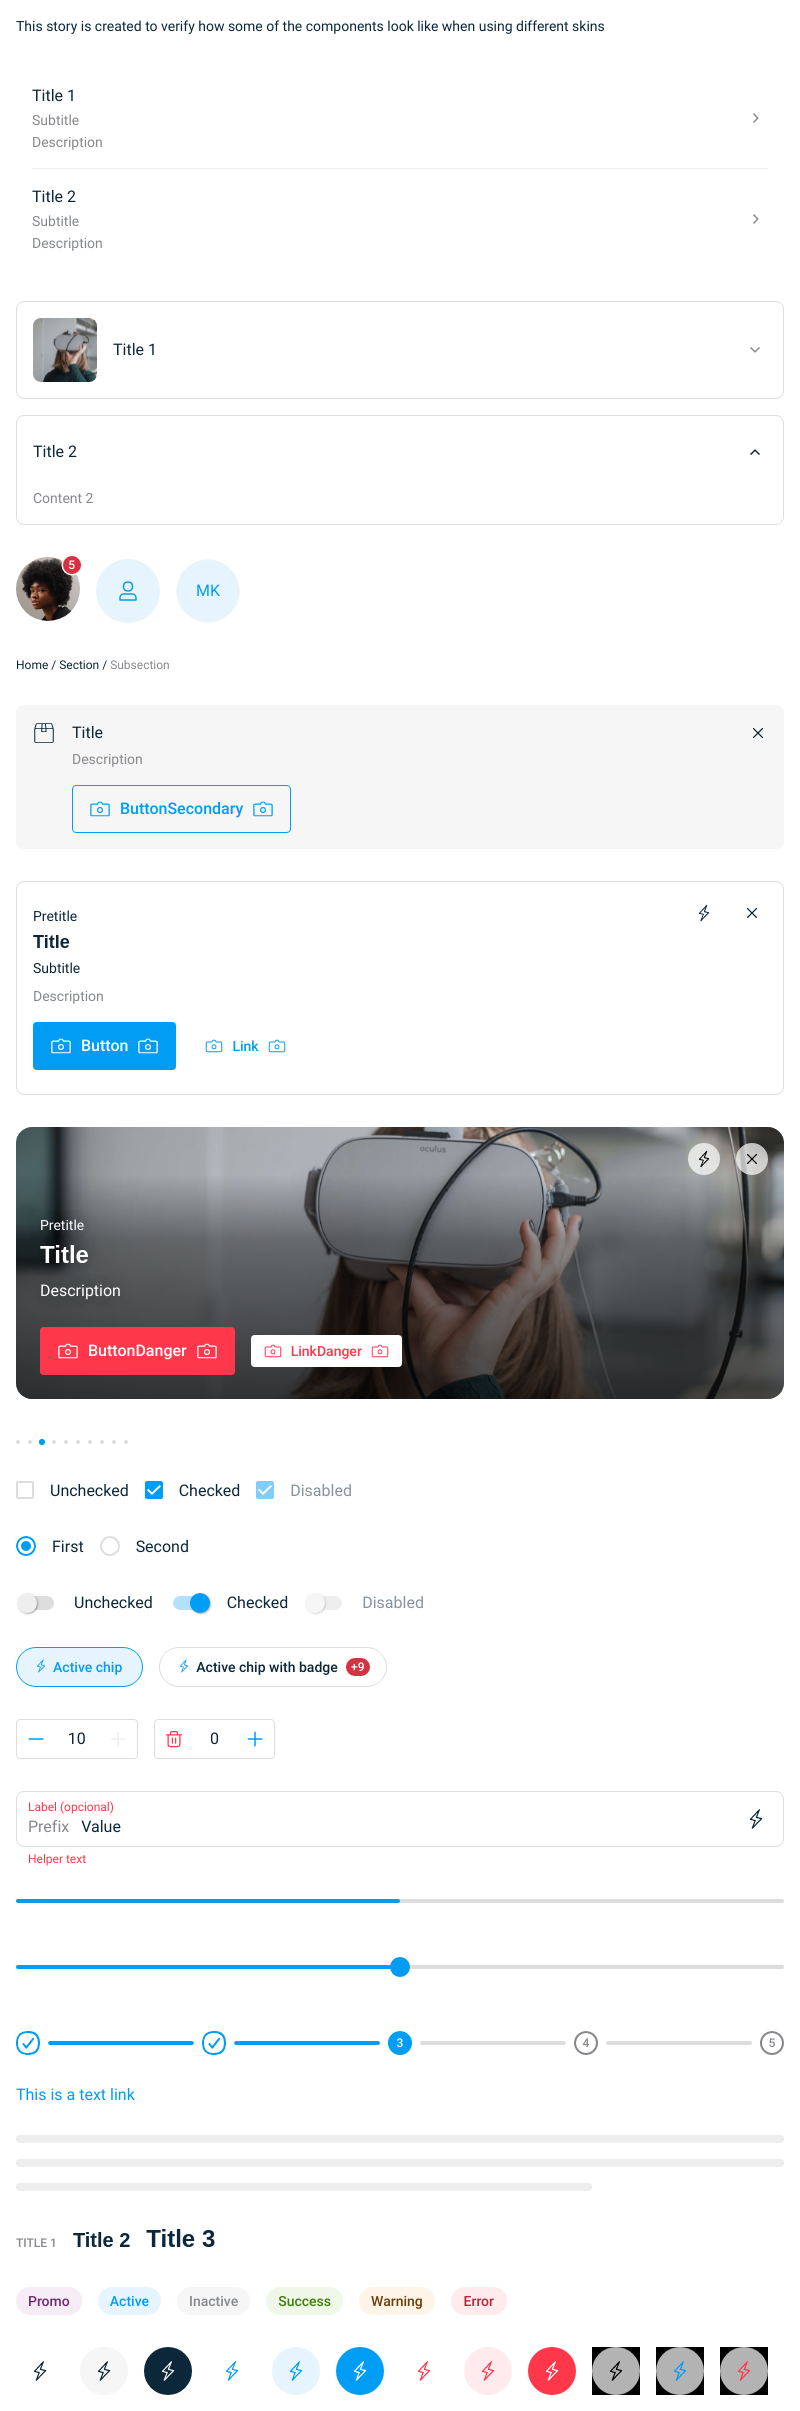 This story is created to verify how some of the components look like when using different skins
Title 1
Subtitle
Description
Title 2
Subtitle
Description
Title 1
Title 2
Content 2
5
MK
Home / Section / Subsection
Title
Description
ButtonSecondary
Pretitle
Title
Subtitle
Description
Button Link
oculus
Pretitle
Title
Description
ButtonDanger LinkDanger
Unchecked Checked Disabled
First Second
Unchecked Checked Disabled
Active chip Active chip with badge +9
10 0
Label (opcional)
Prefix Value
Helper text
3 4 5
This is a text link
TITLE 1 Title 2 Title 3
Promo Active Inactive Success Warning Error